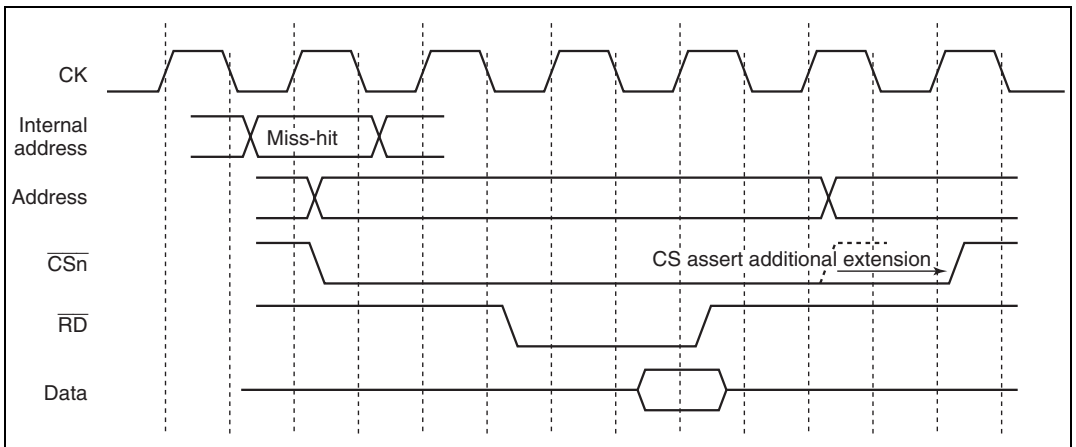 CK
Internal
address
Miss-hit
Address
CSn
CS assert additional extension
RD
Data